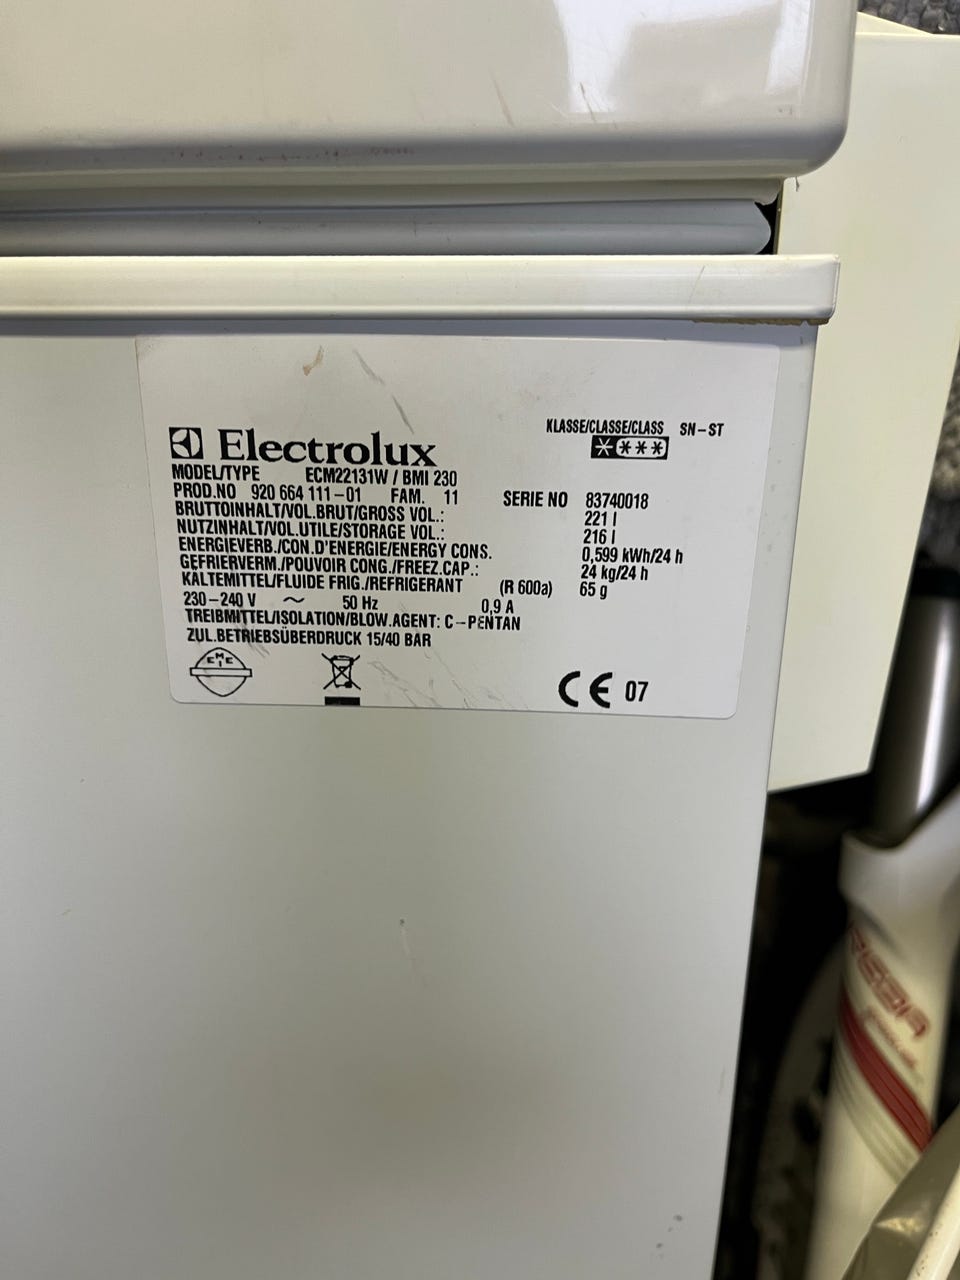 KLASSE/CLASSE/CLASS SN-ST
****
Electrolux
MODEL/TYPE ECM22131W / BMI 230
PROD.NO 920 664 111-01 FAM. 11 SERIE NO 83740018
BRUTTOINHALT/VOL.BRUT/GROSS VOL.: 221 l
NUTZINHALT/VOL.UTILE/STORAGE VOL.: 216 l
ENERGIEVERB./CON.D'ENERGIE/ENERGY CONS. 0,599 kWh/24 h
GEFRIERVERM./POUVOIR CONG./FREEZ.CAP.: 24 kg/24 h
KÄLTEMITTEL/FLUIDE FRIG./REFRIGERANT (R 600a) 65 g
230-240 V ~ 50 Hz 0,9 A
TREIBMITTEL/ISOLATION/BLOW.AGENT: C-PENTAN
ZUL.BETRIEBSÜBERDRUCK 15/40 BAR
EMEIC
CE 07